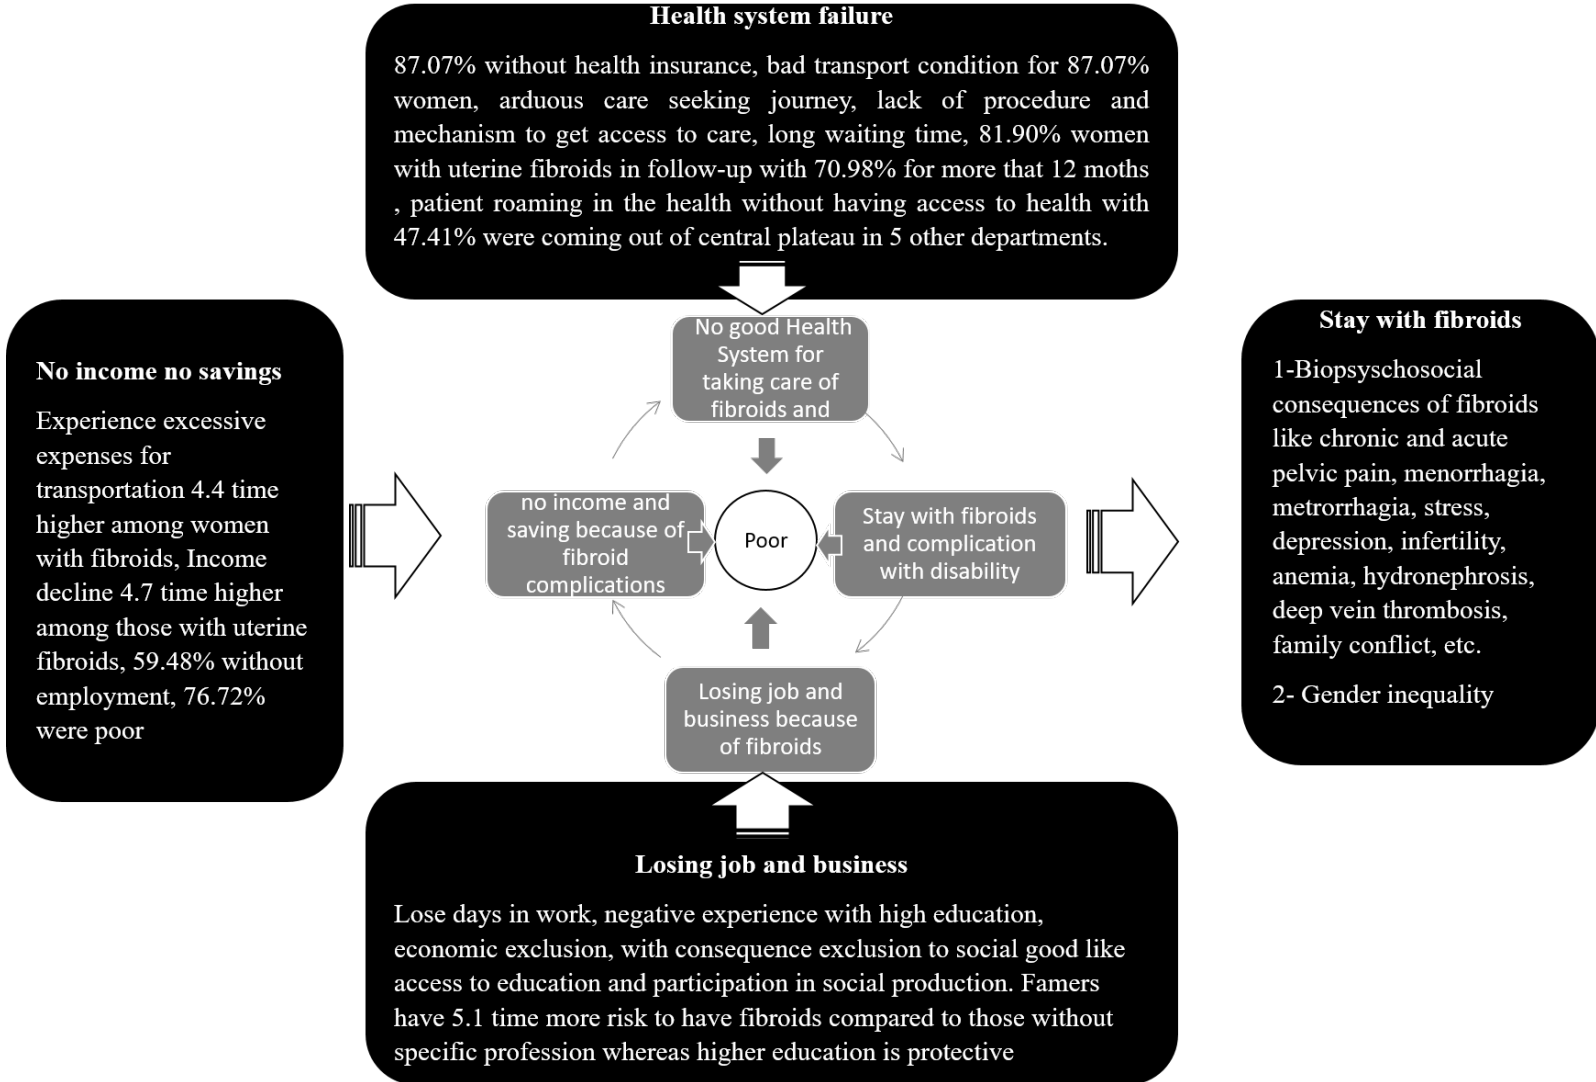 Health system failure
87.07% without health insurance, bad transport condition for 87.07%
women, arduous care seeking journey, lack of procedure and
mechanism to get access to care, long waiting time, 81.90% women
with uterine fibroids in follow-up with 70.98% for more that 12 moths
, patient roaming in the health without having access to health with
47.41% were coming out of central plateau in 5 other departments.
No income no savings
Experience excessive
expenses for
transportation 4.4 time
higher among women
with fibroids, Income
decline 4.7 time higher
among those with uterine
fibroids, 59.48% without
employment, 76.72%
were poor
No good Health
System for
taking care of
fibroids and
no income and
saving because of
fibroid
complications
Poor
Stay with fibroids
and complication
with disability
Losing job and
business because
of fibroids
Stay with fibroids
1-Biopsyschosocial
consequences of fibroids
like chronic and acute
pelvic pain, menorrhagia,
metrorrhagia, stress,
depression, infertility,
anemia, hydronephrosis,
deep vein thrombosis,
family conflict, etc.
2- Gender inequality
Losing job and business
Lose days in work, negative experience with high education,
economic exclusion, with consequence exclusion to social good like
access to education and participation in social production. Famers
have 5.1 time more risk to have fibroids compared to those without
specific profession whereas higher education is protective